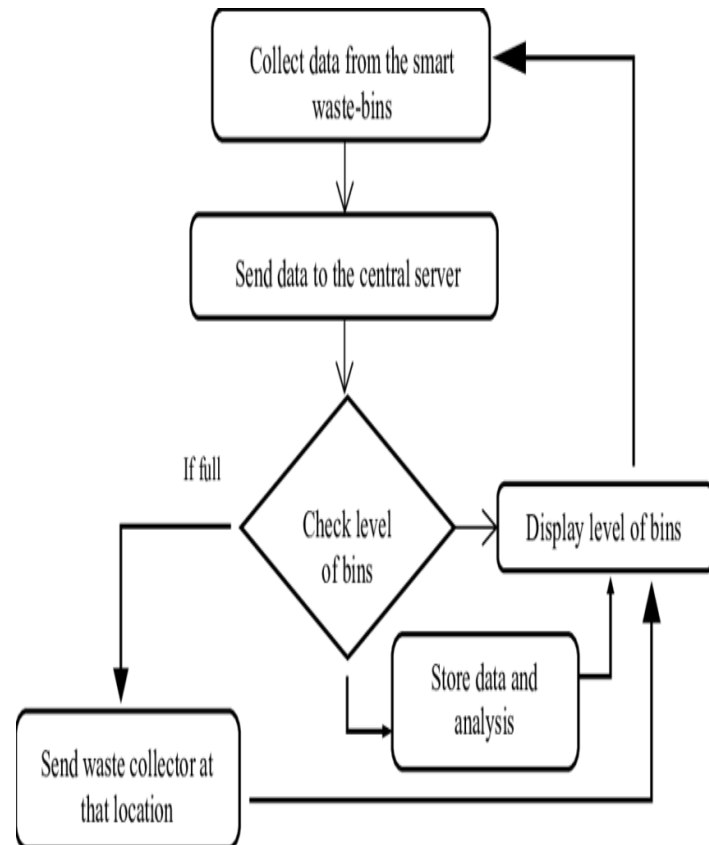 Collect data from the smart
waste-bins
Send data to the central server
If full
Check level
of bins
Display level of bins
Store data and
analysis
Send waste collector at
that location